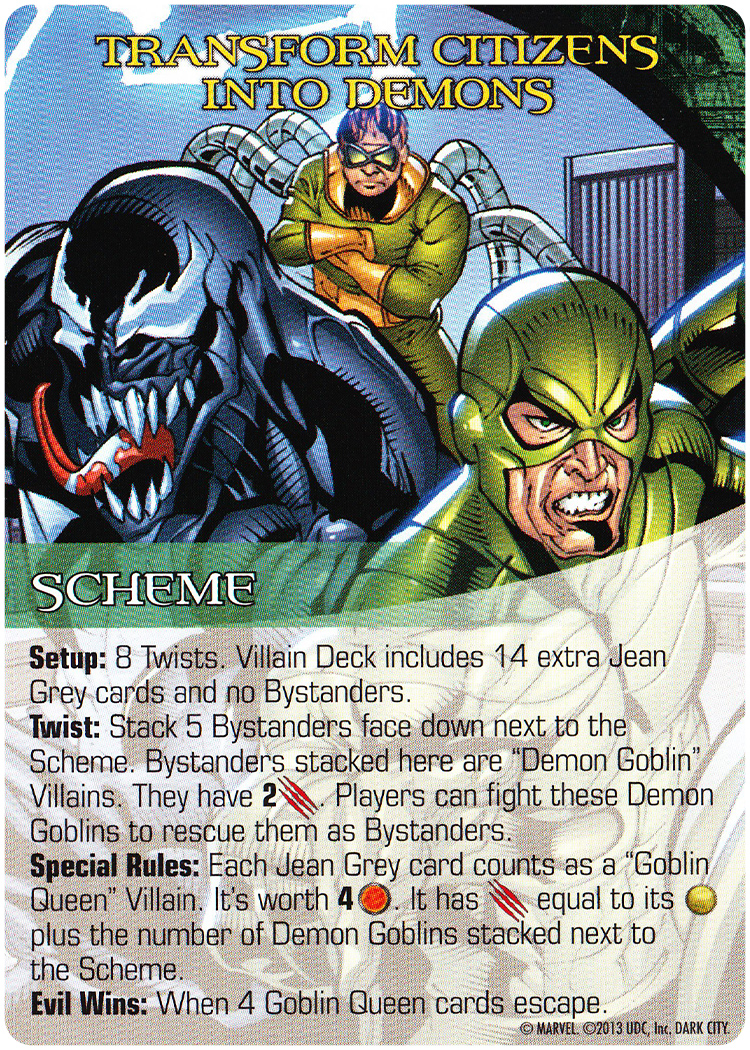 TRANSFORM CITIZENS
INTO DEMONS
SCHEME
Setup: 8 Twists. Villain Deck includes 14 extra Jean
Grey cards and no Bystanders.
Twist: Stack 5 Bystanders face down next to the
Scheme. Bystanders stacked here are “Demon Goblin”
Villains. They have 2 . Players can fight these Demon
Goblins to rescue them as Bystanders.
Special Rules: Each Jean Grey card counts as a “Goblin
Queen” Villain. It's worth 4 . It has equal to its
plus the number of Demon Goblins stacked next to
the Scheme.
Evil Wins: When 4 Goblin Queen cards escape.
© MARVEL. ©2013 UDC, Inc. DARK CITY.